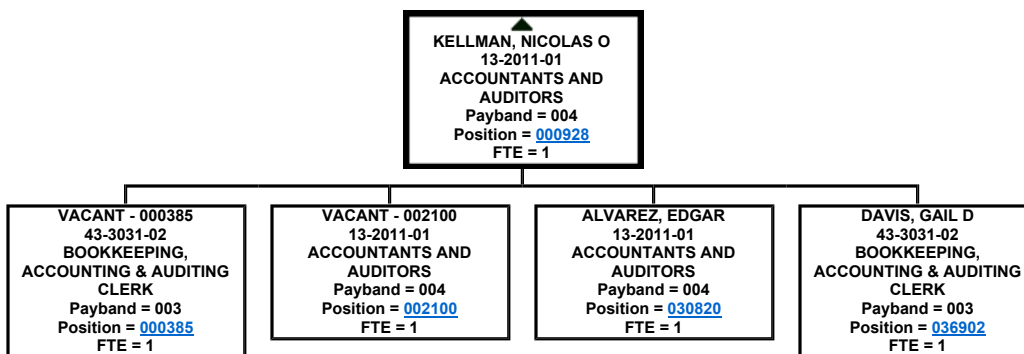 KELLMAN, NICOLAS O
13-2011-01
ACCOUNTANTS AND
AUDITORS
Payband = 004
Position = 000928
FTE = 1
VACANT - 000385
43-3031-02
BOOKKEEPING,
ACCOUNTING & AUDITING
CLERK
Payband = 003
Position = 000385
FTE = 1
VACANT - 002100
13-2011-01
ACCOUNTANTS AND
AUDITORS
Payband = 004
Position = 002100
FTE = 1
ALVAREZ, EDGAR
13-2011-01
ACCOUNTANTS AND
AUDITORS
Payband = 004
Position = 030820
FTE = 1
DAVIS, GAIL D
43-3031-02
BOOKKEEPING,
ACCOUNTING & AUDITING
CLERK
Payband = 003
Position = 036902
FTE = 1